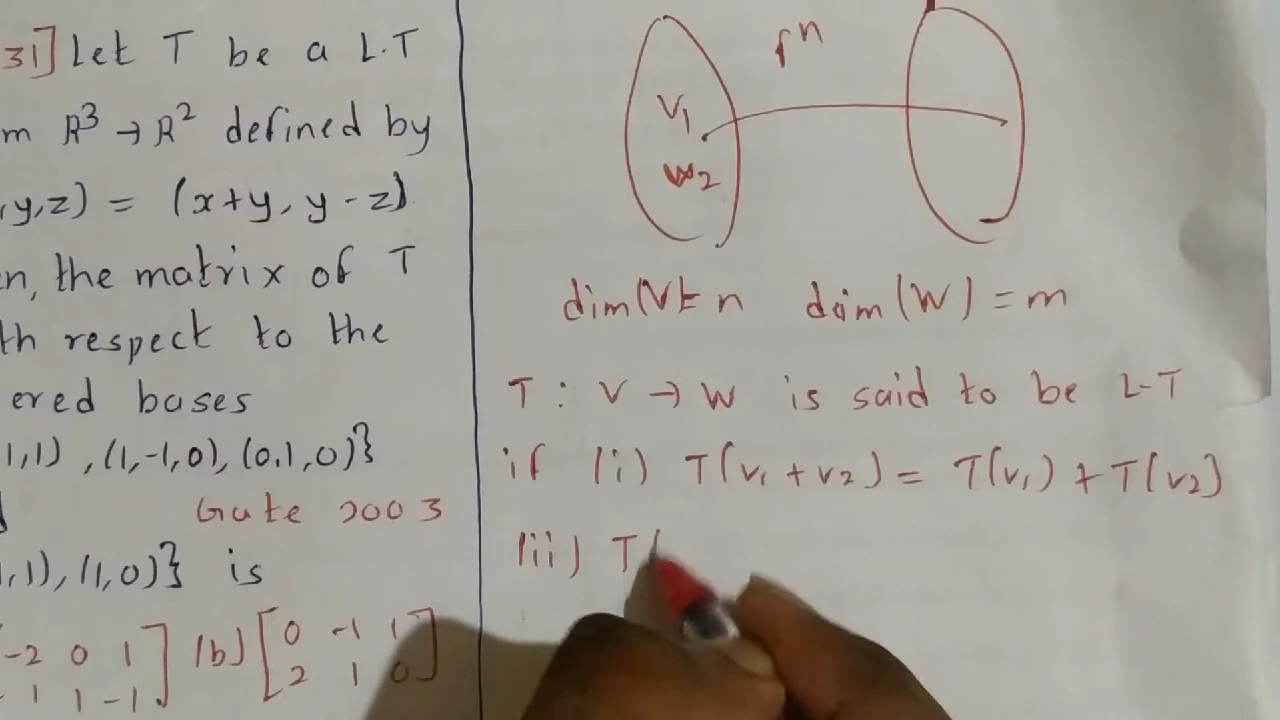 31] Let T be a L.T
m R³ → R² defined by
,y,z) = (x+y, y-z)
n, the matrix of T
th respect to the
ered bases
1,1), (1,-1,0), (0,1,0)}
Gate 2003
,1), (1,0)} is
-2 0 1 ] (b) [ 0 -1 1 ]
1 1 -1 2 1 0
fⁿ
V₁
w₂
dim(V)= n dim(W) = m
T : V → W is said to be L-T
if (i) T(v₁ + v₂) = T(v₁) + T(v₂)
(ii) T(